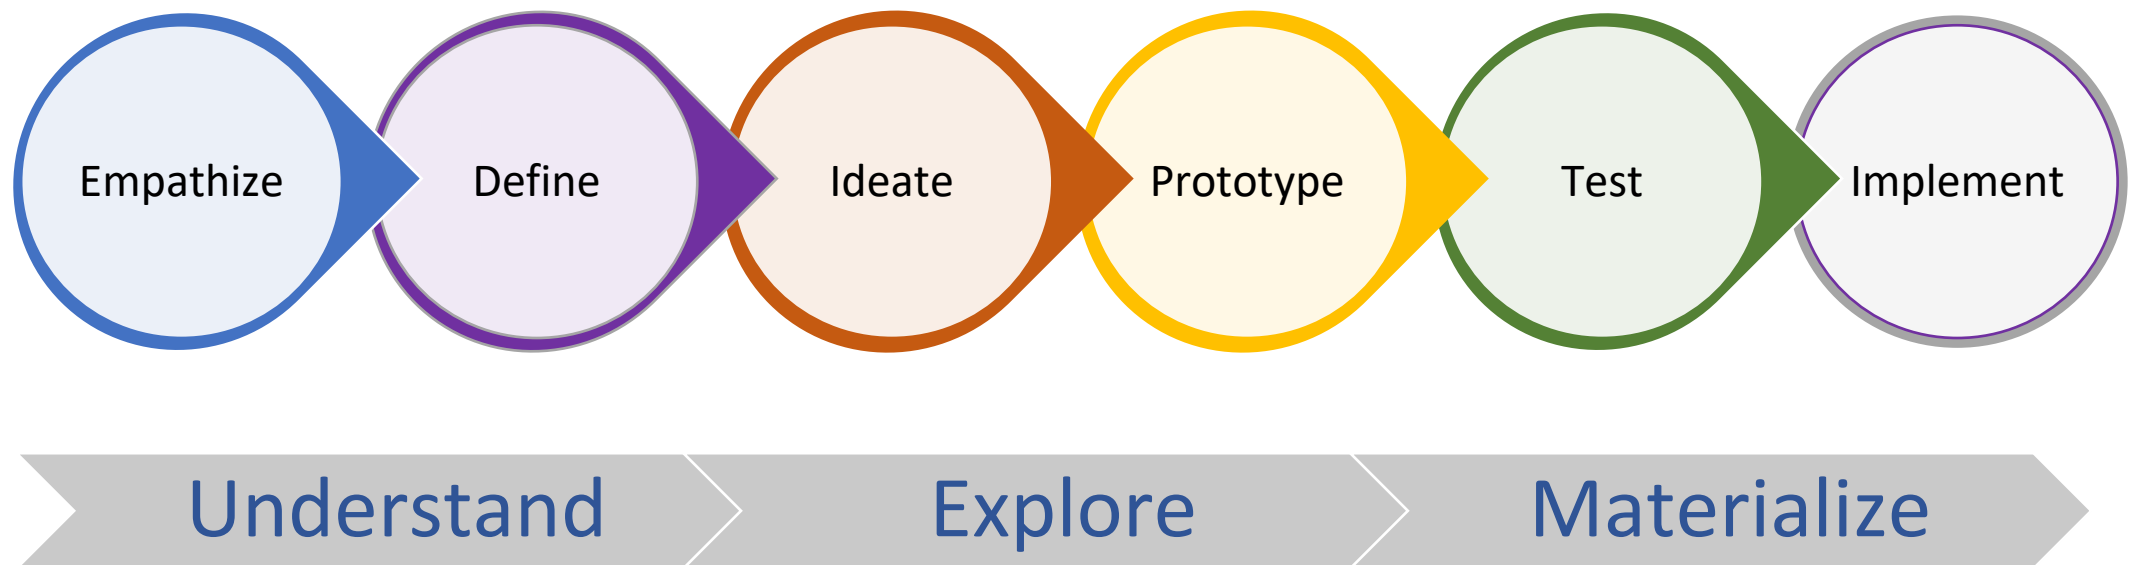 Empathize
Define
Ideate
Prototype
Test
Implement
Understand
Explore
Materialize